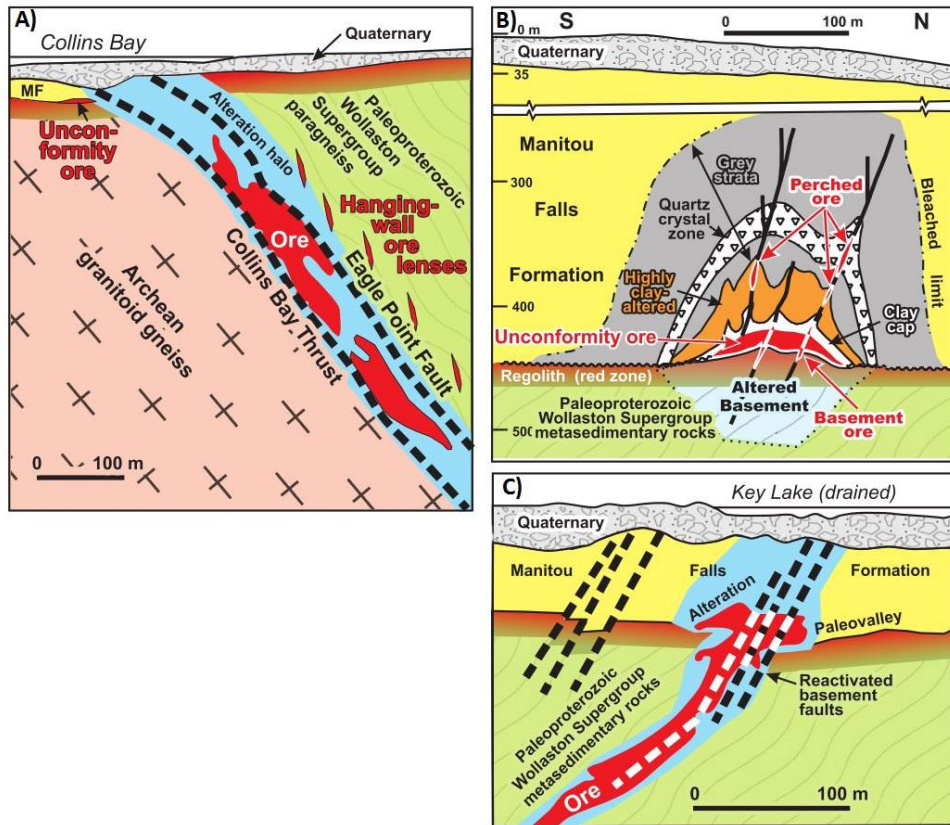 A)
Collins Bay
Quaternary
MF
Uncon-
formity
ore
Alteration halo
Paleoproterozoic
Wollaston
Supergroup
paragneiss
Hanging-
wall
ore
lenses
Ore
Eagle Point Fault
Collins Bay Thrust
Archean
granitoid gneiss
0 100 m
B)
S 0 100 m N
0 m
Quaternary
35
Manitou
Grey
strata
Perched
ore
300
Quartz
crystal
zone
Falls
Bleached
limit
Highly
clay-
altered
Formation
400
Clay
cap
Unconformity ore
Regolith (red zone)
Altered
Basement
Paleoproterozoic
Wollaston Supergroup
metasedimentary rocks
Basement
ore
500
C)
Key Lake (drained)
Quaternary
Manitou Falls Formation
Alteration
Paleovalley
Reactivated
basement
faults
Paleoproterozoic
Wollaston Supergroup
metasedimentary rocks
Ore
0 100 m